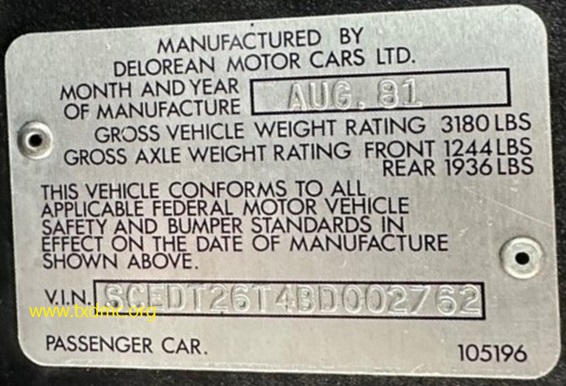 MANUFACTURED BY
DELOREAN MOTOR CARS LTD.
MONTH AND YEAR
OF MANUFACTURE AUG. 81
GROSS VEHICLE WEIGHT RATING 3180 LBS
GROSS AXLE WEIGHT RATING FRONT 1244 LBS
REAR 1936 LBS
THIS VEHICLE CONFORMS TO ALL
APPLICABLE FEDERAL MOTOR VEHICLE
SAFETY AND BUMPER STANDARDS IN
EFFECT ON THE DATE OF MANUFACTURE
SHOWN ABOVE.
V.I.N. SCEDT26T4BD002762
www.txdmc.org
PASSENGER CAR. 105196